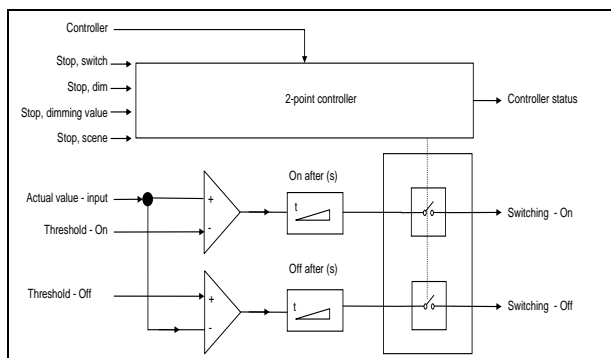 Controller
Stop, switch
Stop, dim
Stop, dimming value
Stop, scene
2-point controller
Controller status
On after (s)
Actual value - input
+
t
Threshold - On
-
Switching - On
Off after (s)
Threshold - Off
+
t
-
Switching - Off